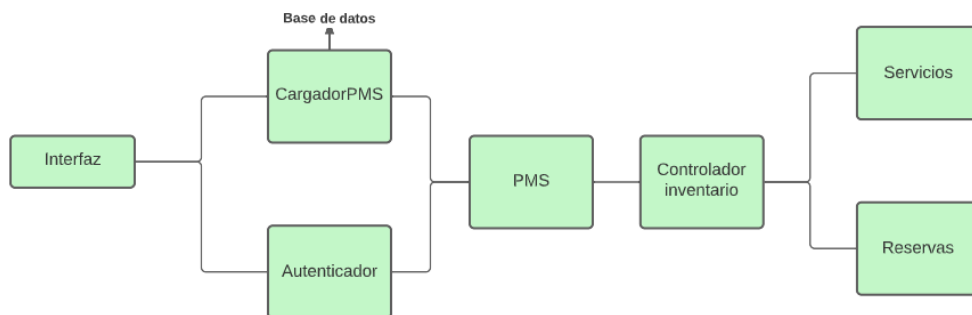 Base de datos
CargadorPMS
Servicios
Interfaz
PMS
Controlador
inventario
Autenticador
Reservas